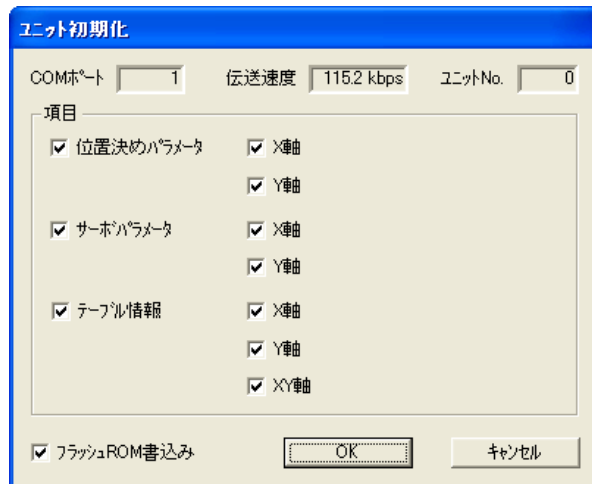 ﾕﾆｯﾄ初期化
COMﾎﾟｰﾄ 1 伝送速度 115.2 kbps ﾕﾆｯﾄNo. 0
項目
位置決めﾊﾟﾗﾒｰﾀ X軸
Y軸
ｻｰﾎﾞﾊﾟﾗﾒｰﾀ X軸
Y軸
ﾃｰﾌﾞﾙ情報 X軸
Y軸
XY軸
ﾌﾗｯｼｭROM書込み OK ｷｬﾝｾﾙ